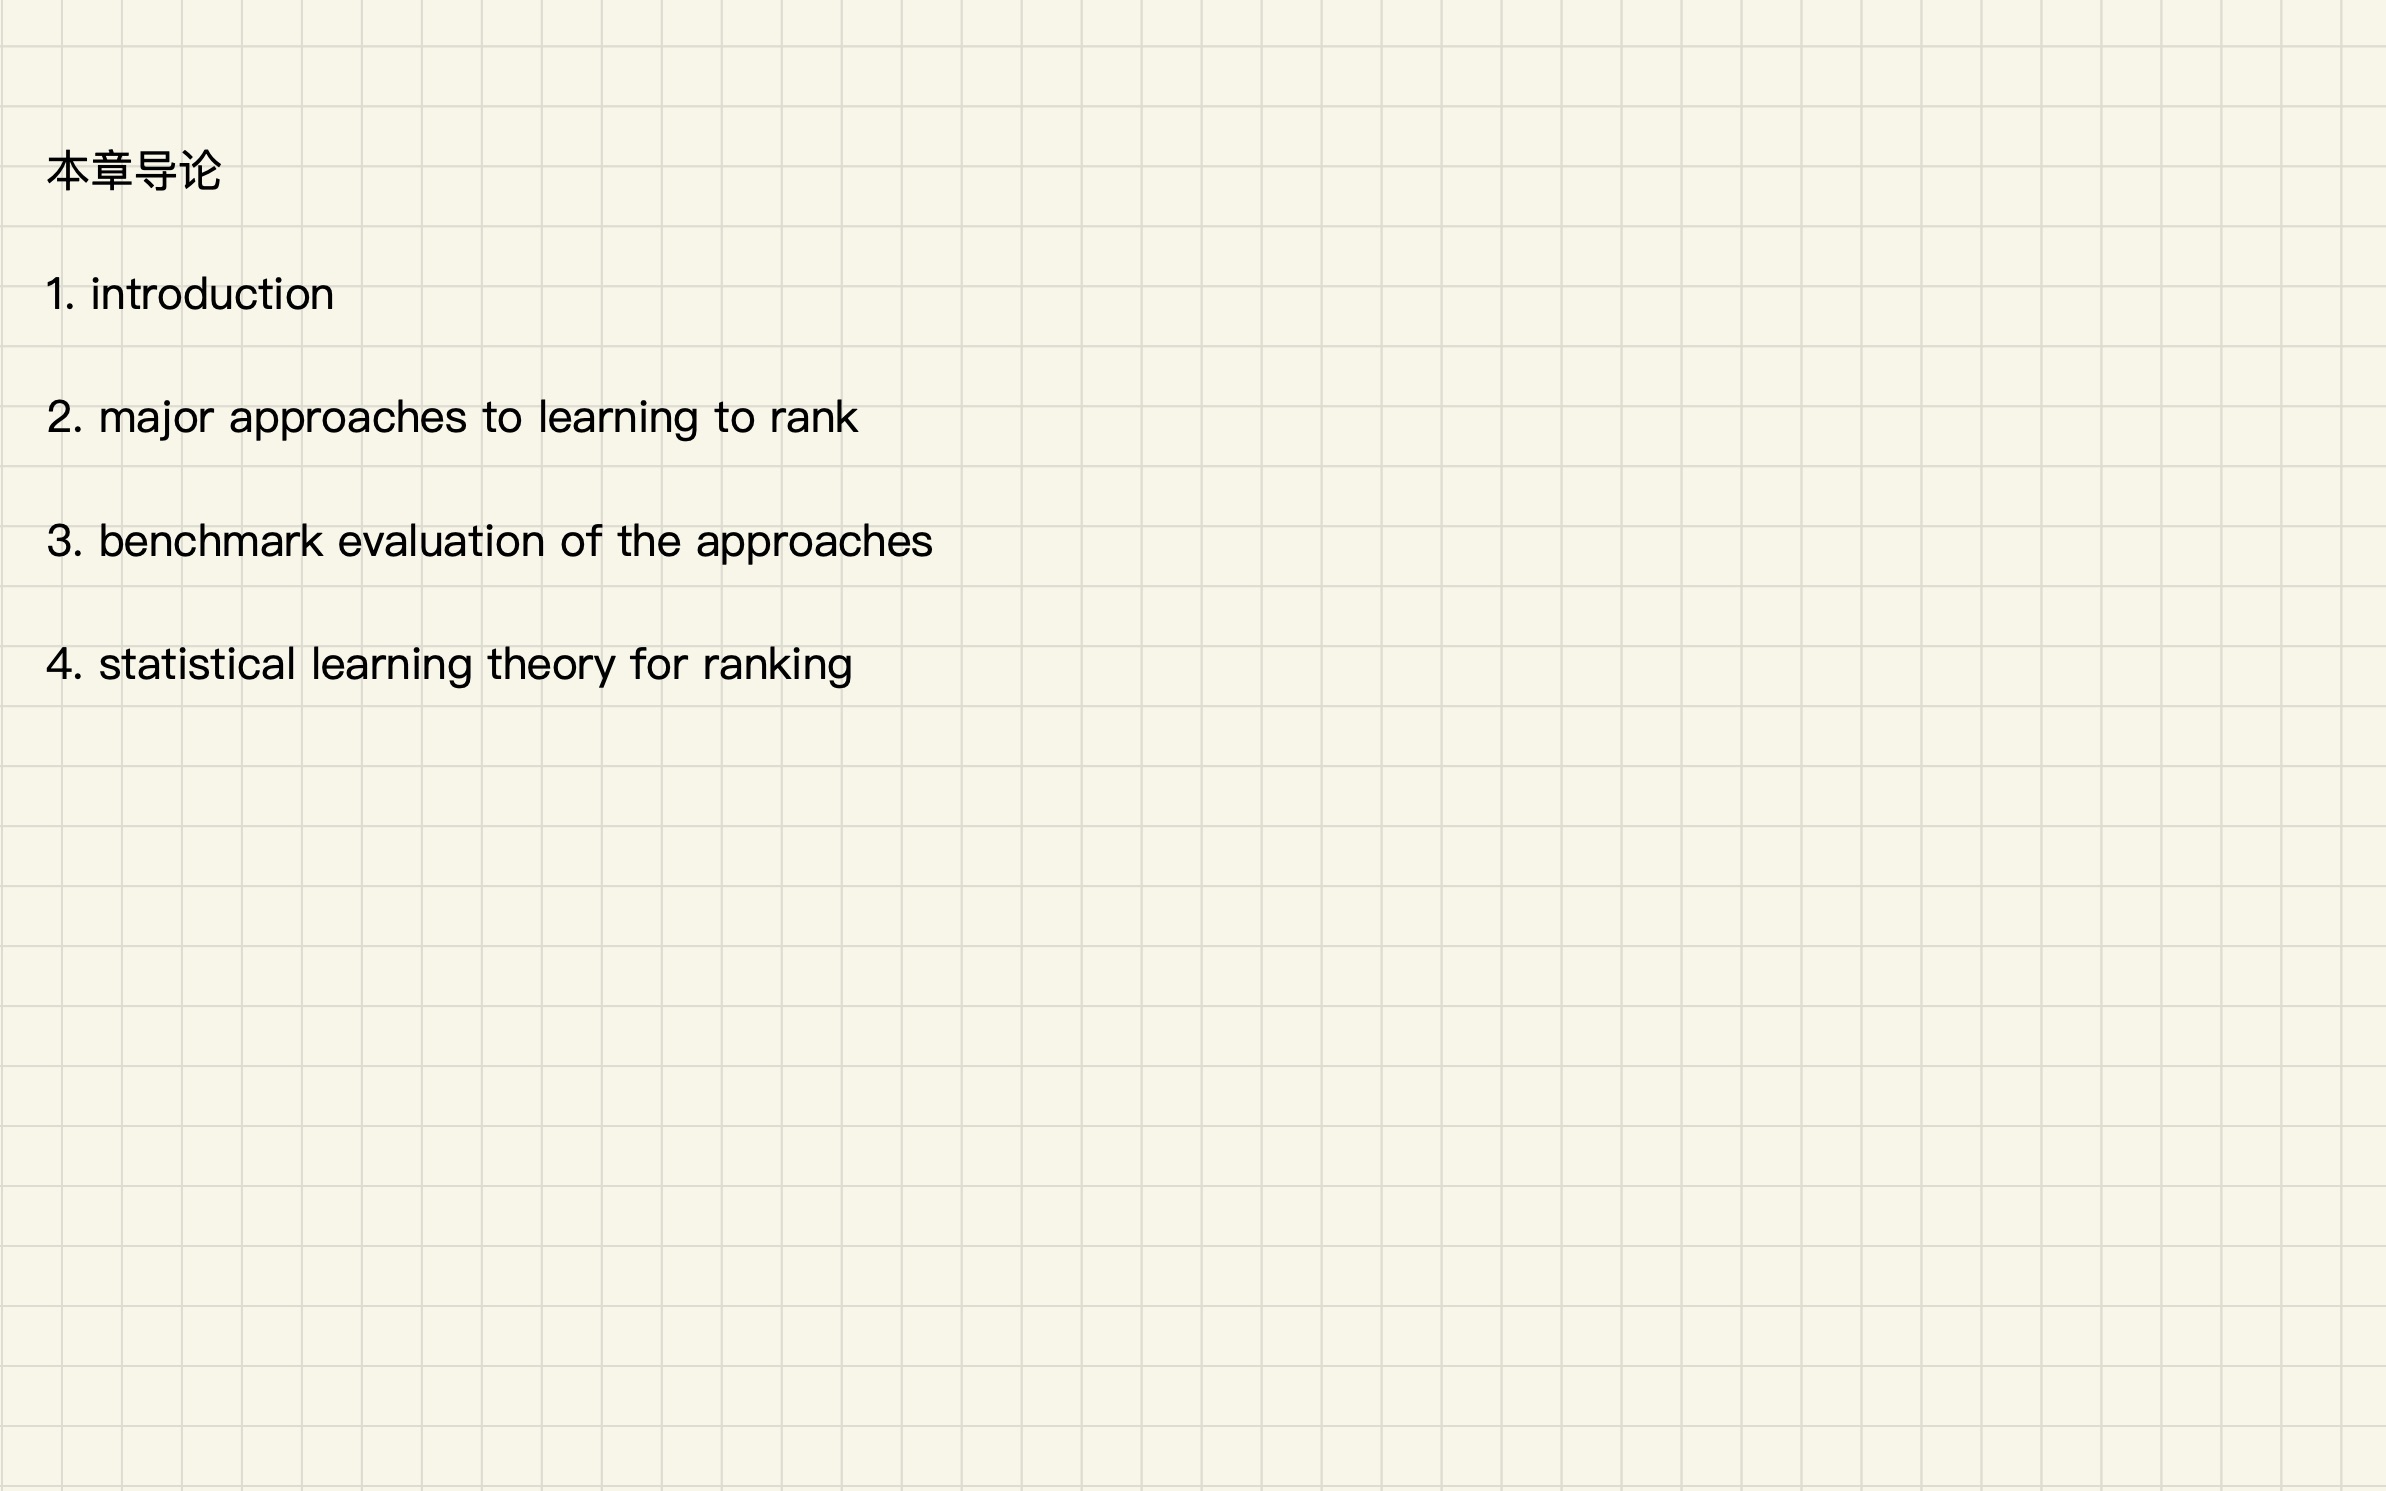 本章导论
1. introduction
2. major approaches to learning to rank
3. benchmark evaluation of the approaches
4. statistical learning theory for ranking